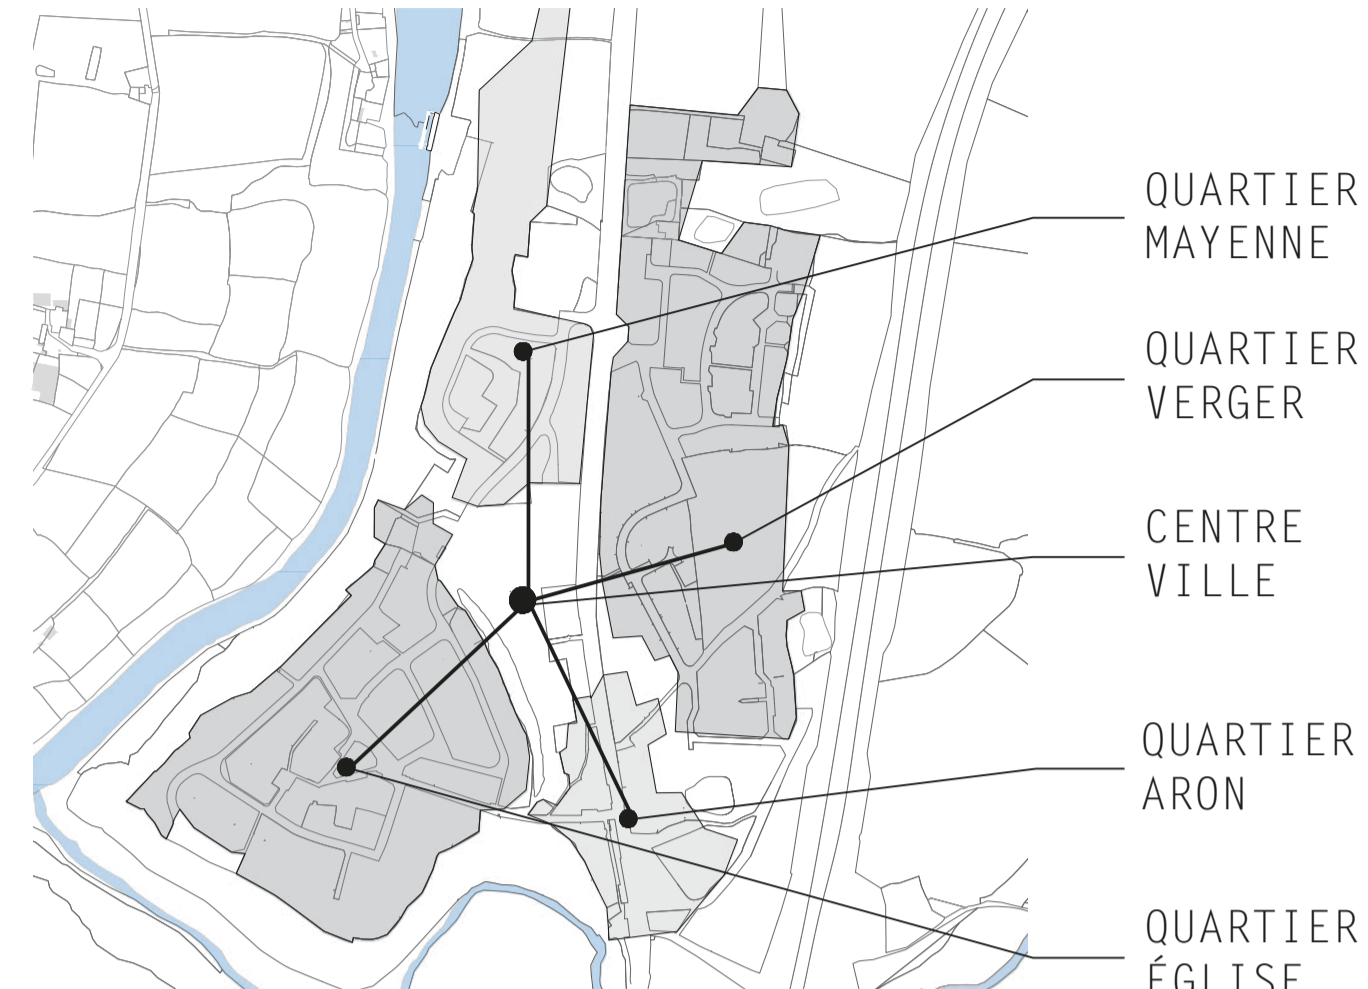 QUARTIER
MAYENNE
QUARTIER
VERGER
CENTRE
VILLE
QUARTIER
ARON
QUARTIER
ÉGLISE